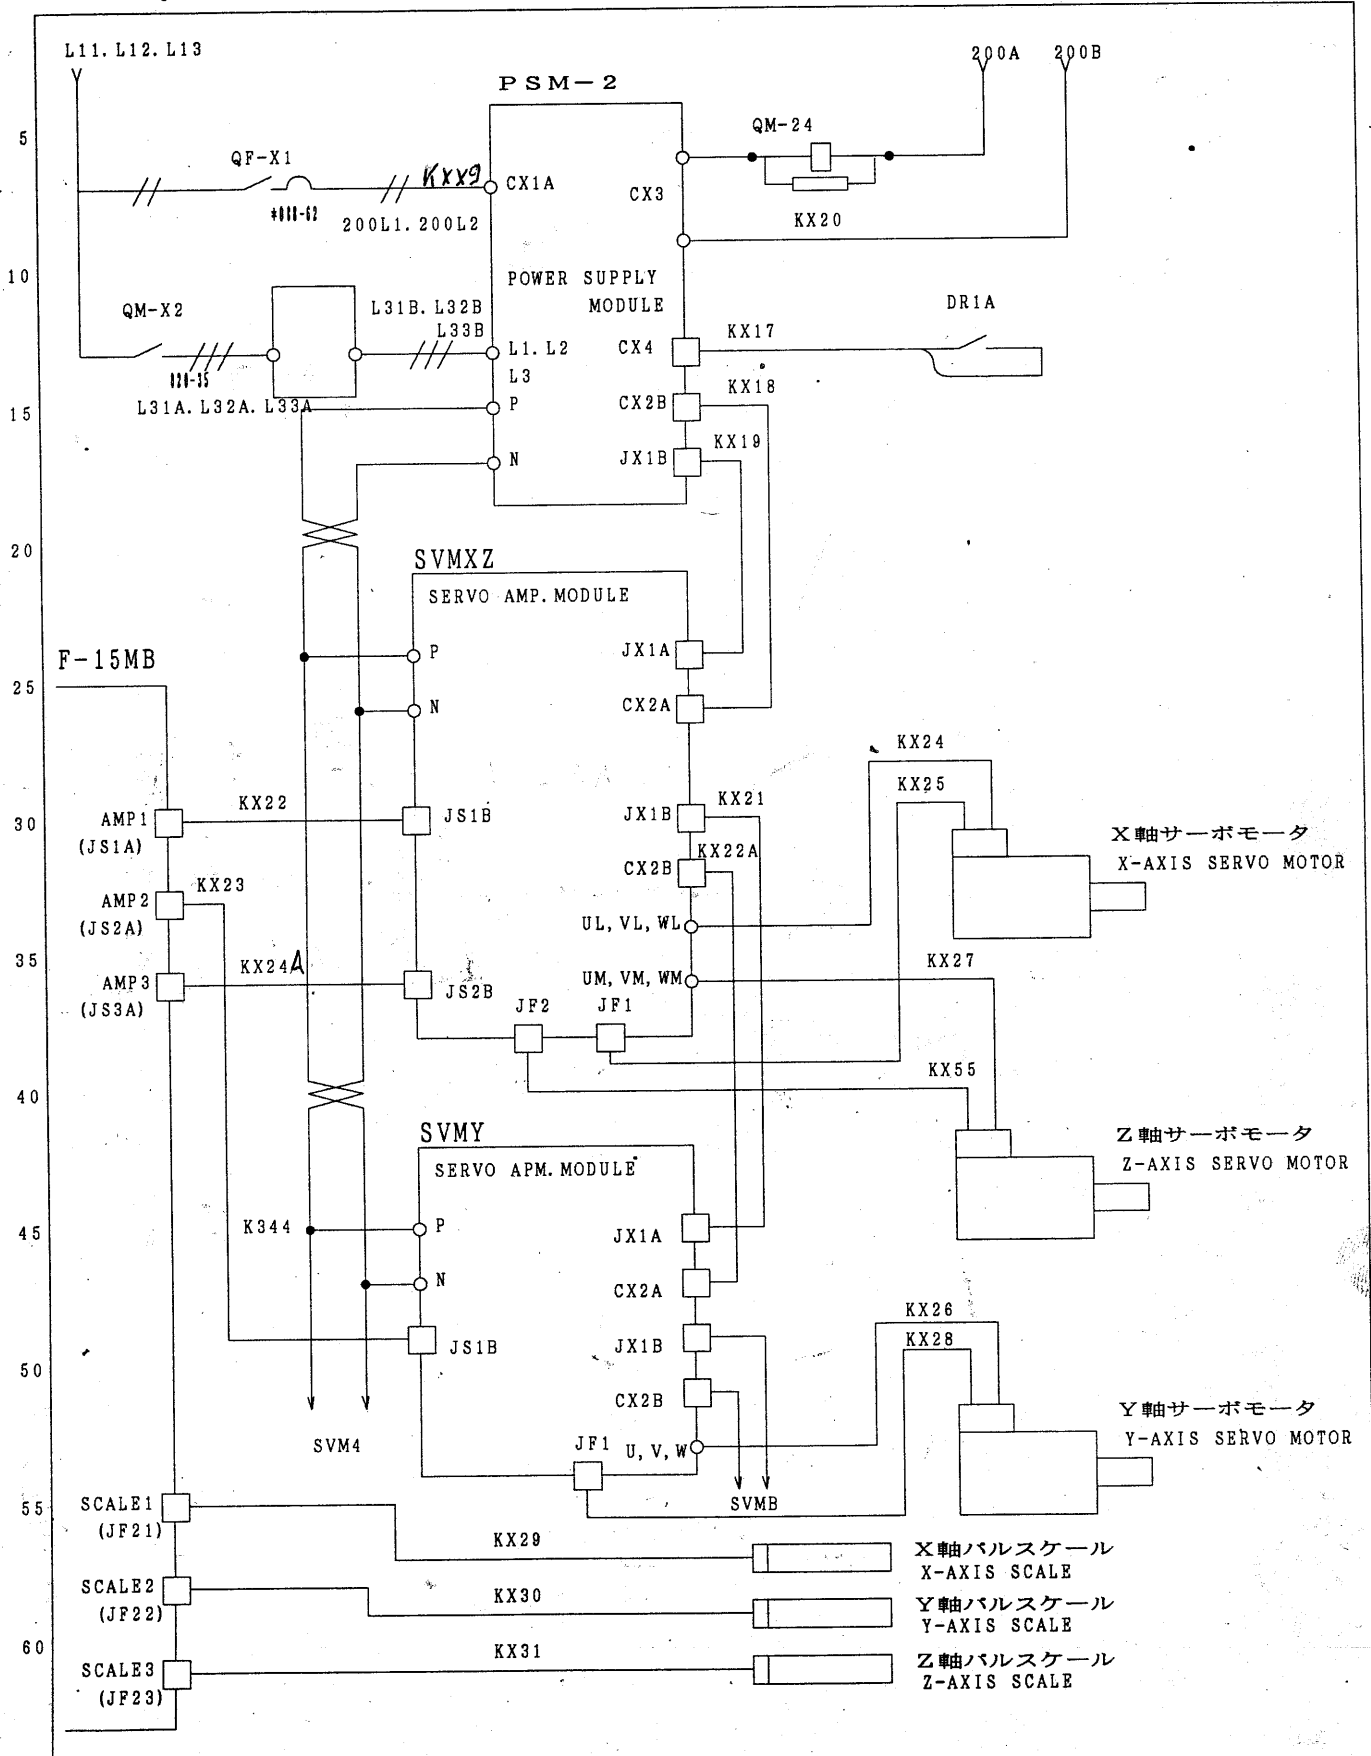 L11. L12. L13
200A
200B
PSM-2
QM-24
5
QF-X1
KXX9
CX1A
CX3
200L1. 200L2
KX20
10
POWER SUPPLY
MODULE
QM-X2
L31B. L32B
L33B
DR1A
KX17
L1. L2
L3
CX4
L31A. L32A. L33A
KX18
15
P
CX2B
KX19
N
JX1B
20
SVMXZ
SERVO AMP. MODULE
F-15MB
P
JX1A
25
N
CX2A
KX24
KX25
KX22
KX21
30
AMP1
(JS1A)
JS1B
JX1B
X軸サーボモータ
X-AXIS SERVO MOTOR
KX22A
CX2B
KX23
AMP2
(JS2A)
UL, VL, WL
35
KX24A
KX27
AMP3
(JS3A)
JS2B
UM, VM, WM
JF2
JF1
KX55
40
SVMY
Z軸サーボモータ
Z-AXIS SERVO MOTOR
SERVO APM. MODULE
45
K344
P
JX1A
N
CX2A
KX26
KX28
50
JS1B
JX1B
CX2B
Y軸サーボモータ
Y-AXIS SERVO MOTOR
SVM4
JF1
U, V, W
SVMB
55
SCALE1
(JF21)
KX29
X軸パルスケール
X-AXIS SCALE
SCALE2
(JF22)
KX30
Y軸パルスケール
Y-AXIS SCALE
60
SCALE3
(JF23)
KX31
Z軸パルスケール
Z-AXIS SCALE